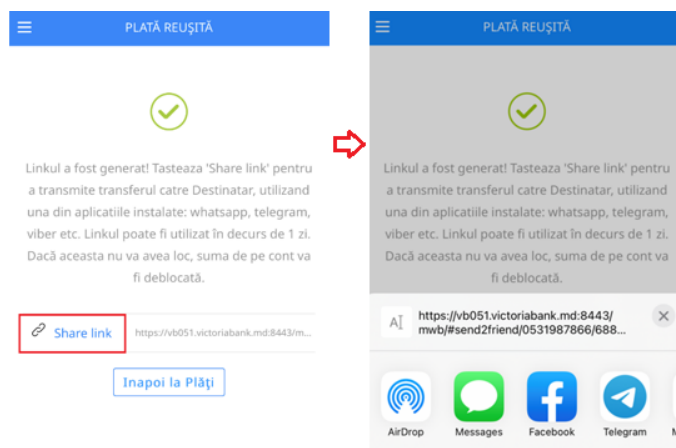 PLATĂ REUŞITĂ
Linkul a fost generat! Tasteaza 'Share link' pentru
a transmite transferul catre Destinatar, utilizand
una din aplicatiile instalate: whatsapp, telegram,
viber etc. Linkul poate fi utilizat în decurs de 1 zi.
Dacă aceasta nu va avea loc, suma de pe cont va
fi deblocată.
Share link https://vb051.victoriabank.md:8443/m...
Inapoi la Plăţi
PLATĂ REUŞITĂ
Linkul a fost generat! Tasteaza 'Share link' pentru
a transmite transferul catre Destinatar, utilizand
una din aplicatiile instalate: whatsapp, telegram,
viber etc. Linkul poate fi utilizat în decurs de 1 zi.
Dacă aceasta nu va avea loc, suma de pe cont va
fi deblocată.
https://vb051.victoriabank.md:8443/
mwb/#send2friend/0531987866/688...
AirDrop Messages Facebook Telegram